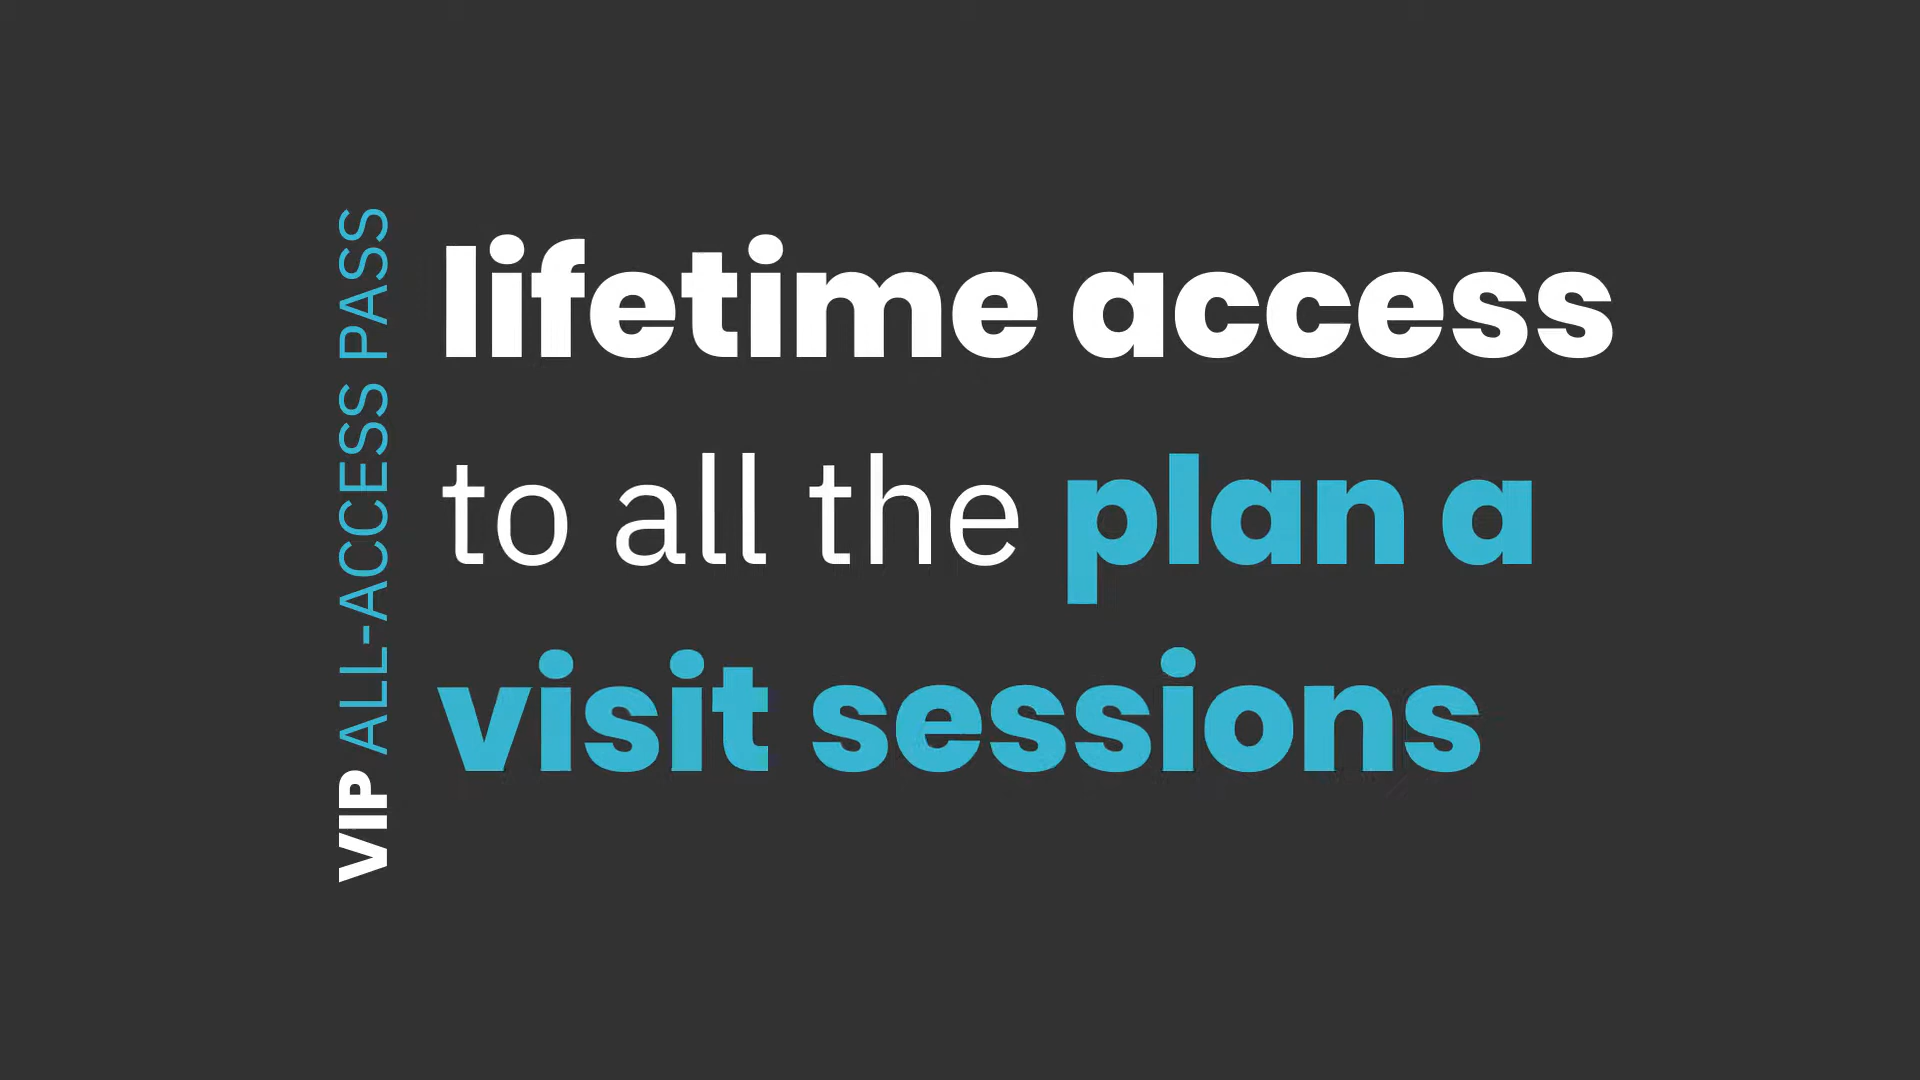 VIP ALL-ACCESS PASS
lifetime access
to all the plan a
visit sessions